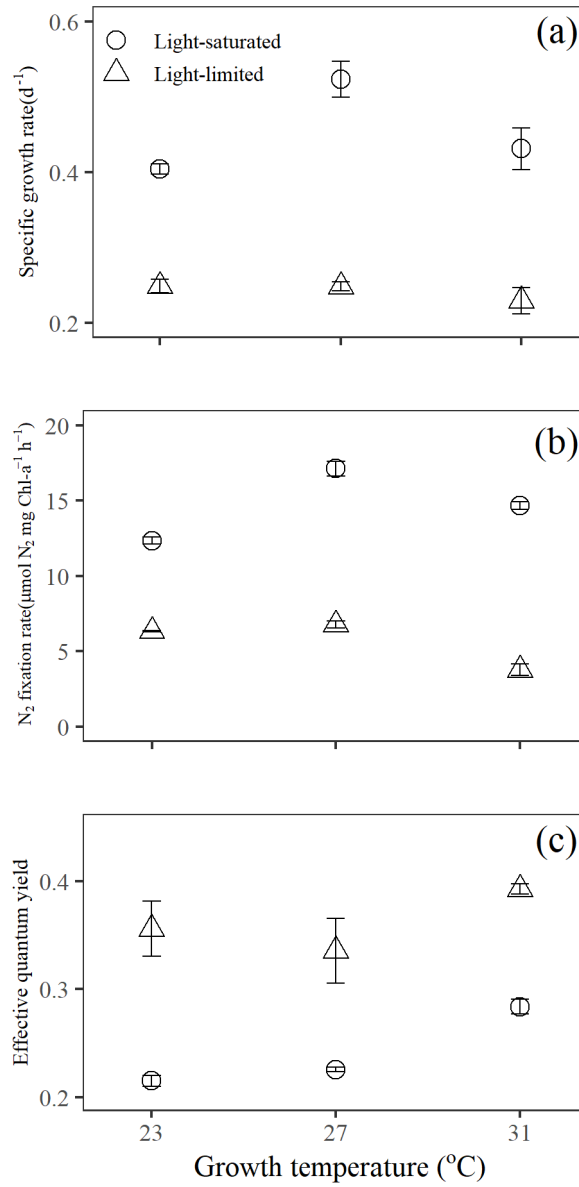 (a)
Light-saturated
Light-limited
Specific growth rate(d⁻¹)
0.6
0.4
0.2
(b)
N₂ fixation rate(μmol N₂ mg Chl-a⁻¹ h⁻¹)
20
15
10
5
0
(c)
Effective quantum yield
0.4
0.3
0.2
23 27 31
Growth temperature (°C)